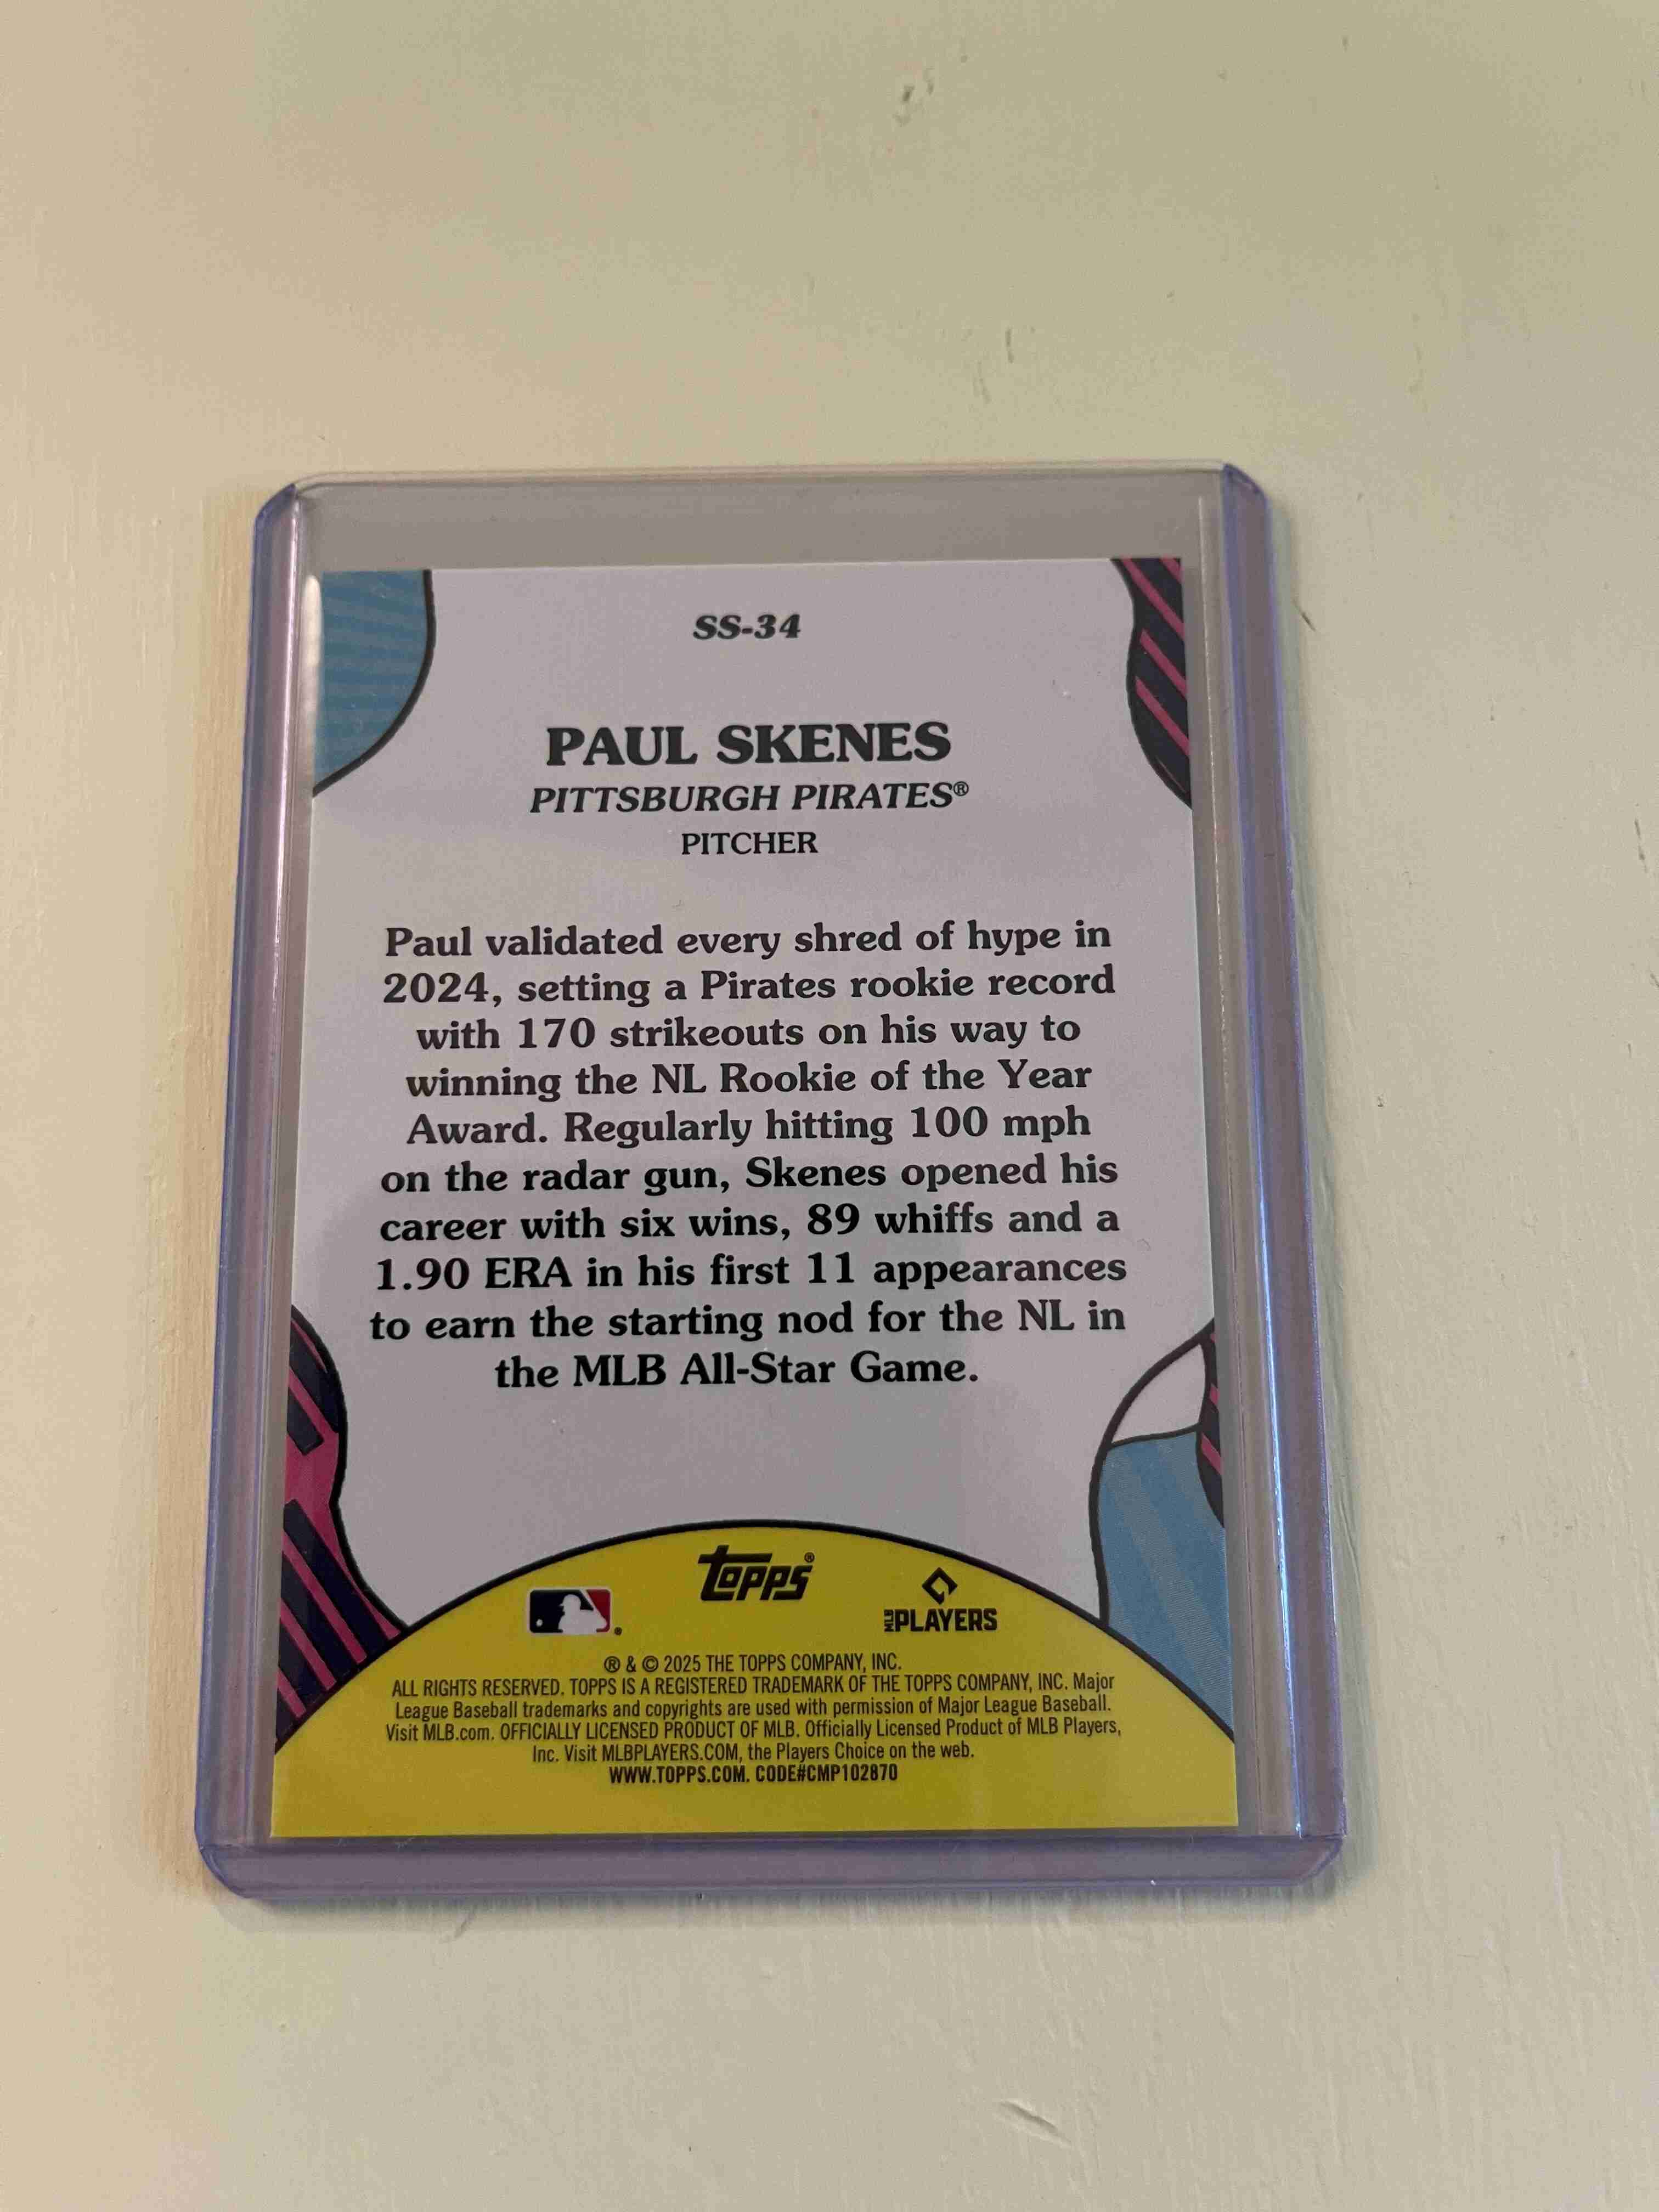 SS-34
PAUL SKENES
PITTSBURGH PIRATES®
PITCHER
Paul validated every shred of hype in
2024, setting a Pirates rookie record
with 170 strikeouts on his way to
winning the NL Rookie of the Year
Award. Regularly hitting 100 mph
on the radar gun, Skenes opened his
career with six wins, 89 whiffs and a
1.90 ERA in his first 11 appearances
to earn the starting nod for the NL in
the MLB All-Star Game.
Topps®
MLB PLAYERS
® & © 2025 THE TOPPS COMPANY, INC.
ALL RIGHTS RESERVED. TOPPS IS A REGISTERED TRADEMARK OF THE TOPPS COMPANY, INC. Major
League Baseball trademarks and copyrights are used with permission of Major League Baseball.
Visit MLB.com. OFFICIALLY LICENSED PRODUCT OF MLB. Officially Licensed Product of MLB Players,
Inc. Visit MLBPLAYERS.COM, the Players Choice on the web.
WWW.TOPPS.COM. CODE#CMP102870